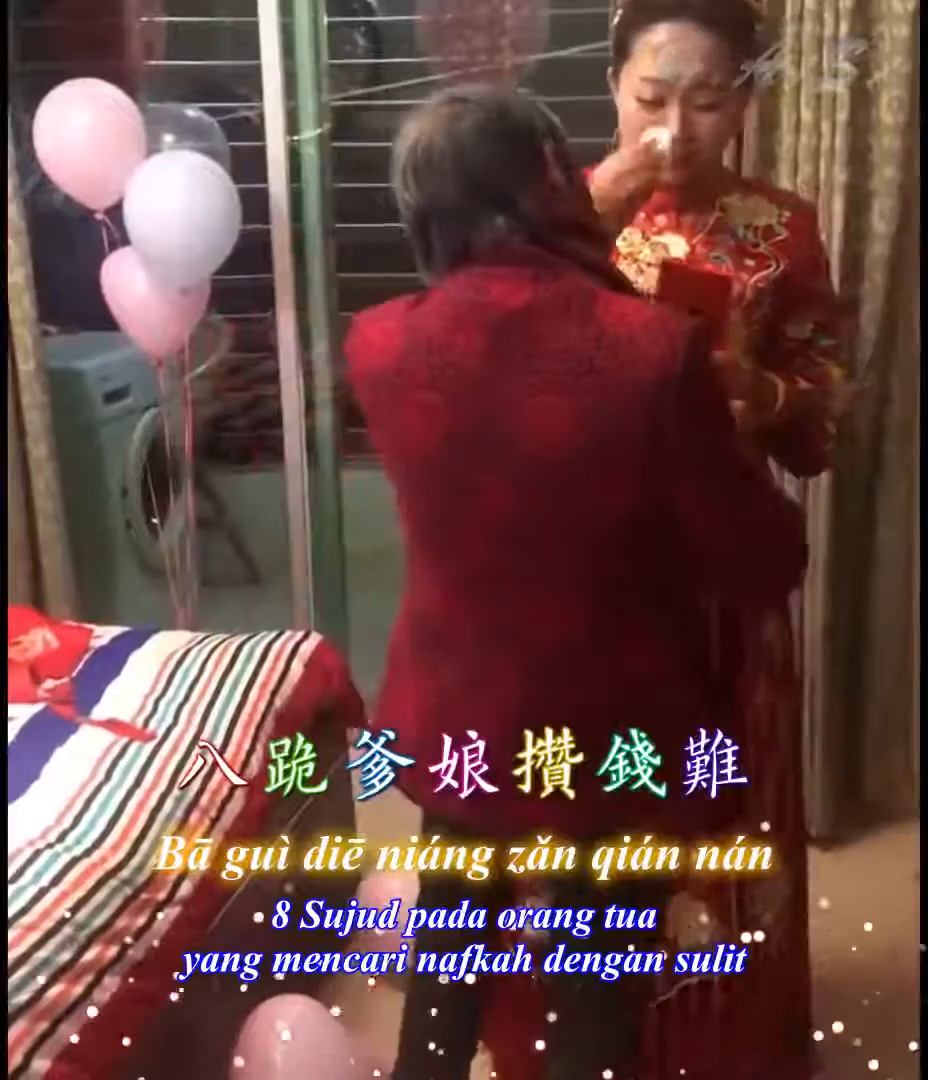 八跪爹娘攢錢難
Bā guì diē niáng zǎn qián nán
8 Sujud pada orang tua
yang mencari nafkah dengan sulit